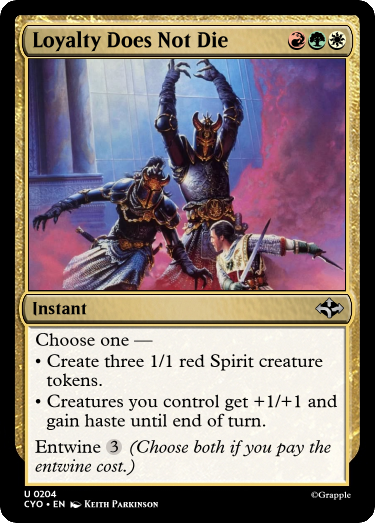 Loyalty Does Not Die
Instant
Choose one —
• Create three 1/1 red Spirit creature
tokens.
• Creatures you control get +1/+1 and
gain haste until end of turn.
Entwine 3 (Choose both if you pay the
entwine cost.)
U 0204
CYO • EN Keith Parkinson
©Grapple